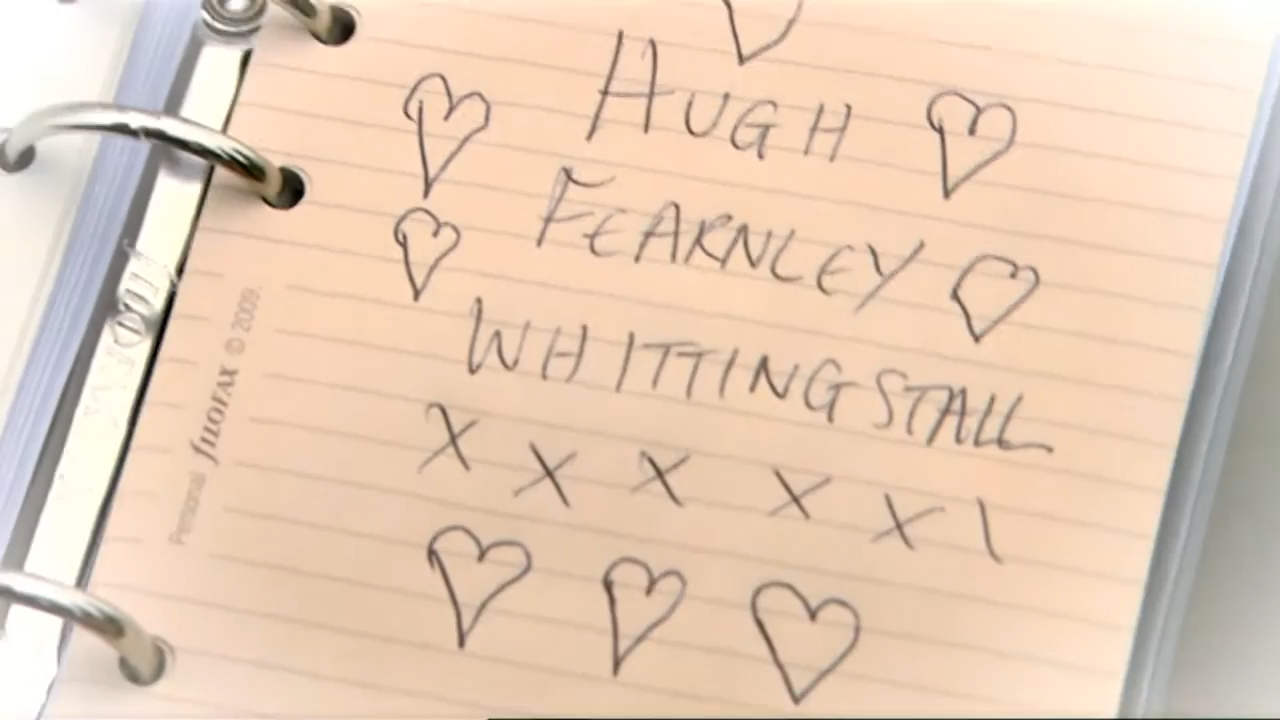 HUGH
FEARNLEY
WHITTINGSTALL
X X X X X \
Personal fILOFAX © 2009.